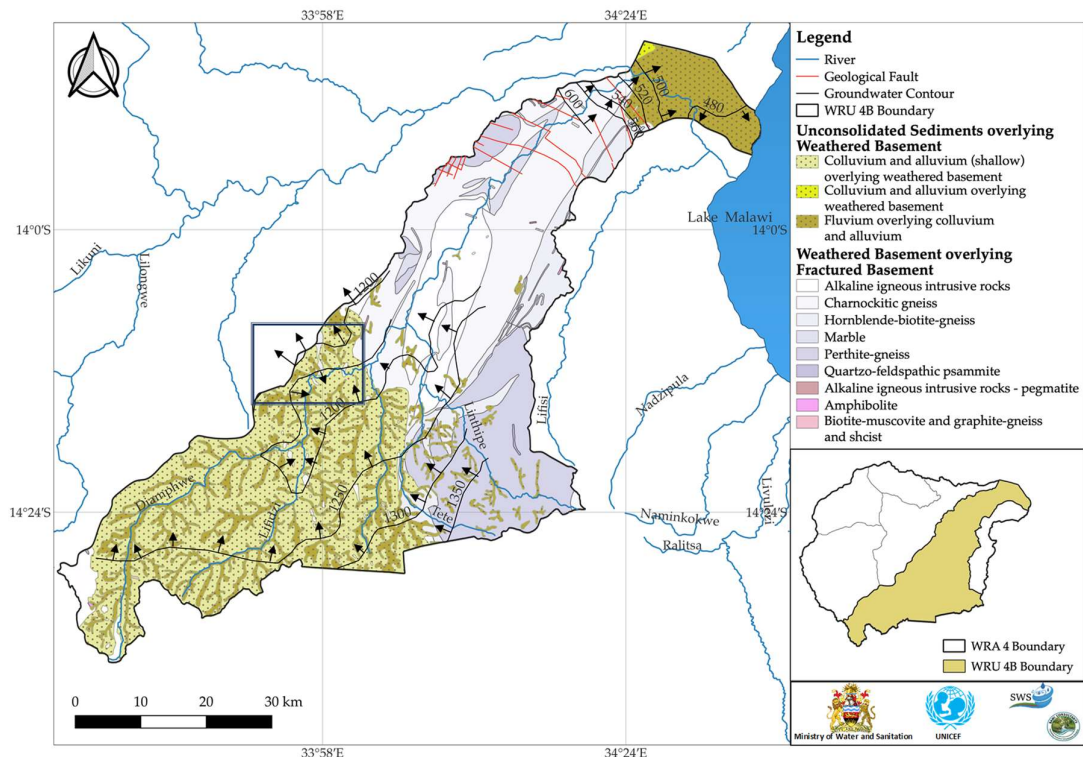 33°58'E
34°24'E
600
540
520
500
480
560
Lake Malawi
14°0'S
14°0'S
Likuni
Lilongwe
1200
1200
Nadzipula
Lifisi
Linthipe
Diamphwe
Lifidzi
1250
1300
1350
Tete
14°24'S
14°24'S
Naminkokwe
Ralitsa
Livuleri
0 10 20 30 km
33°58'E
34°24'E
Legend
River
Geological Fault
Groundwater Contour
WRU 4B Boundary
Unconsolidated Sediments overlying
Weathered Basement
Colluvium and alluvium (shallow)
overlying weathered basement
Colluvium and alluvium overlying
weathered basement
Fluvium overlying colluvium
and alluvium
Weathered Basement overlying
Fractured Basement
Alkaline igneous intrusive rocks
Charnockitic gneiss
Hornblende-biotite-gneiss
Marble
Perthite-gneiss
Quartzo-feldspathic psammite
Alkaline igneous intrusive rocks - pegmatite
Amphibolite
Biotite-muscovite and graphite-gneiss
and shcist
WRA 4 Boundary
WRU 4B Boundary
Ministry of Water and Sanitation
UNICEF
SWS